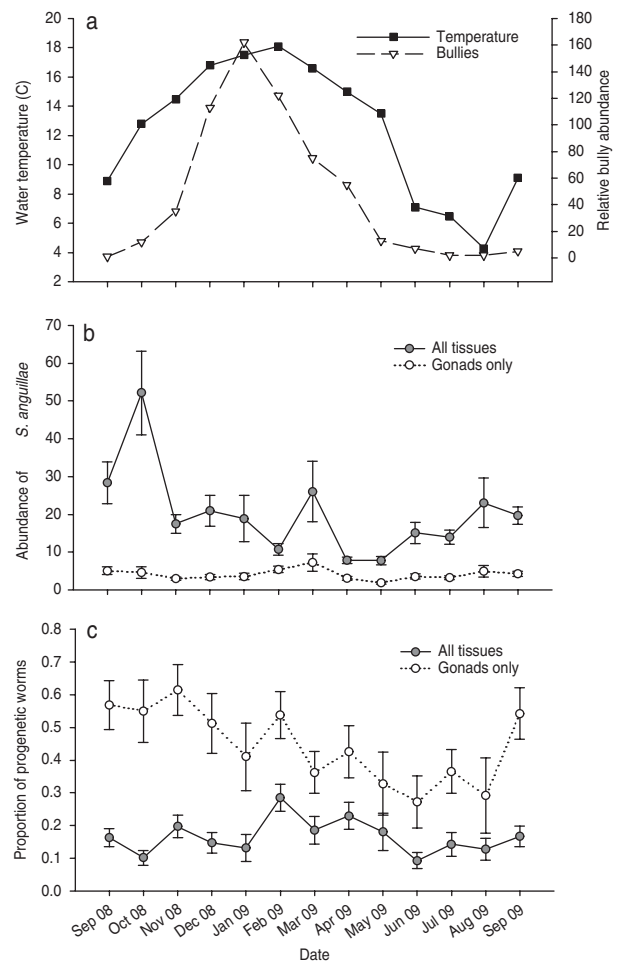 a
20
18
16
14
12
10
8
6
4
2
Water temperature (C)
Temperature
Bullies
180
160
140
120
100
80
60
40
20
0
Relative bully abundance
b
70
60
50
40
30
20
10
0
Abundance of S. anguillae
All tissues
Gonads only
c
0.8
0.7
0.6
0.5
0.4
0.3
0.2
0.1
0.0
Proportion of progenetic worms
All tissues
Gonads only
Sep 08
Oct 08
Nov 08
Dec 08
Jan 09
Feb 09
Mar 09
Apr 09
May 09
Jun 09
Jul 09
Aug 09
Sep 09
Date